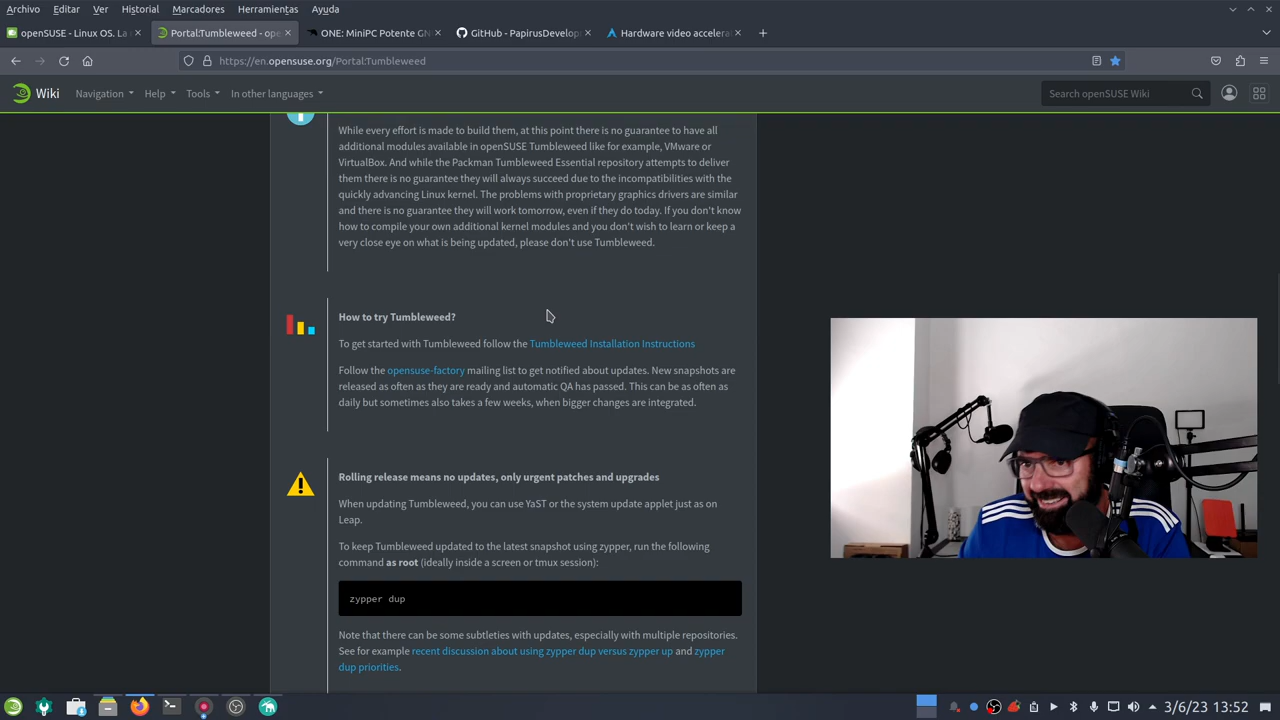 Archivo Editar Ver Historial Marcadores Herramientas Ayuda
openSUSE - Linux OS. La
Portal:Tumbleweed - ope
ONE: MiniPC Potente GN
GitHub - PapirusDevelop
Hardware video accelera
https://en.opensuse.org/Portal:Tumbleweed
Wiki Navigation Help Tools In other languages Search openSUSE Wiki
While every effort is made to build them, at this point there is no guarantee to have all
additional modules available in openSUSE Tumbleweed like for example, VMware or
VirtualBox. And while the Packman Tumbleweed Essential repository attempts to deliver
them there is no guarantee they will always succeed due to the incompatibilities with the
quickly advancing Linux kernel. The problems with proprietary graphics drivers are similar
and there is no guarantee they will work tomorrow, even if they do today. If you don't know
how to compile your own additional kernel modules and you don't wish to learn or keep a
very close eye on what is being updated, please don't use Tumbleweed.
How to try Tumbleweed?
To get started with Tumbleweed follow the Tumbleweed Installation Instructions
Follow the opensuse-factory mailing list to get notified about updates. New snapshots are
released as often as they are ready and automatic QA has passed. This can be as often as
daily but sometimes also takes a few weeks, when bigger changes are integrated.
Rolling release means no updates, only urgent patches and upgrades
When updating Tumbleweed, you can use YaST or the system update applet just as on
Leap.
To keep Tumbleweed updated to the latest snapshot using zypper, run the following
command as root (ideally inside a screen or tmux session):
zypper dup
Note that there can be some subtleties with updates, especially with multiple repositories.
See for example recent discussion about using zypper dup versus zypper up and zypper
dup priorities.
3/6/23 13:52